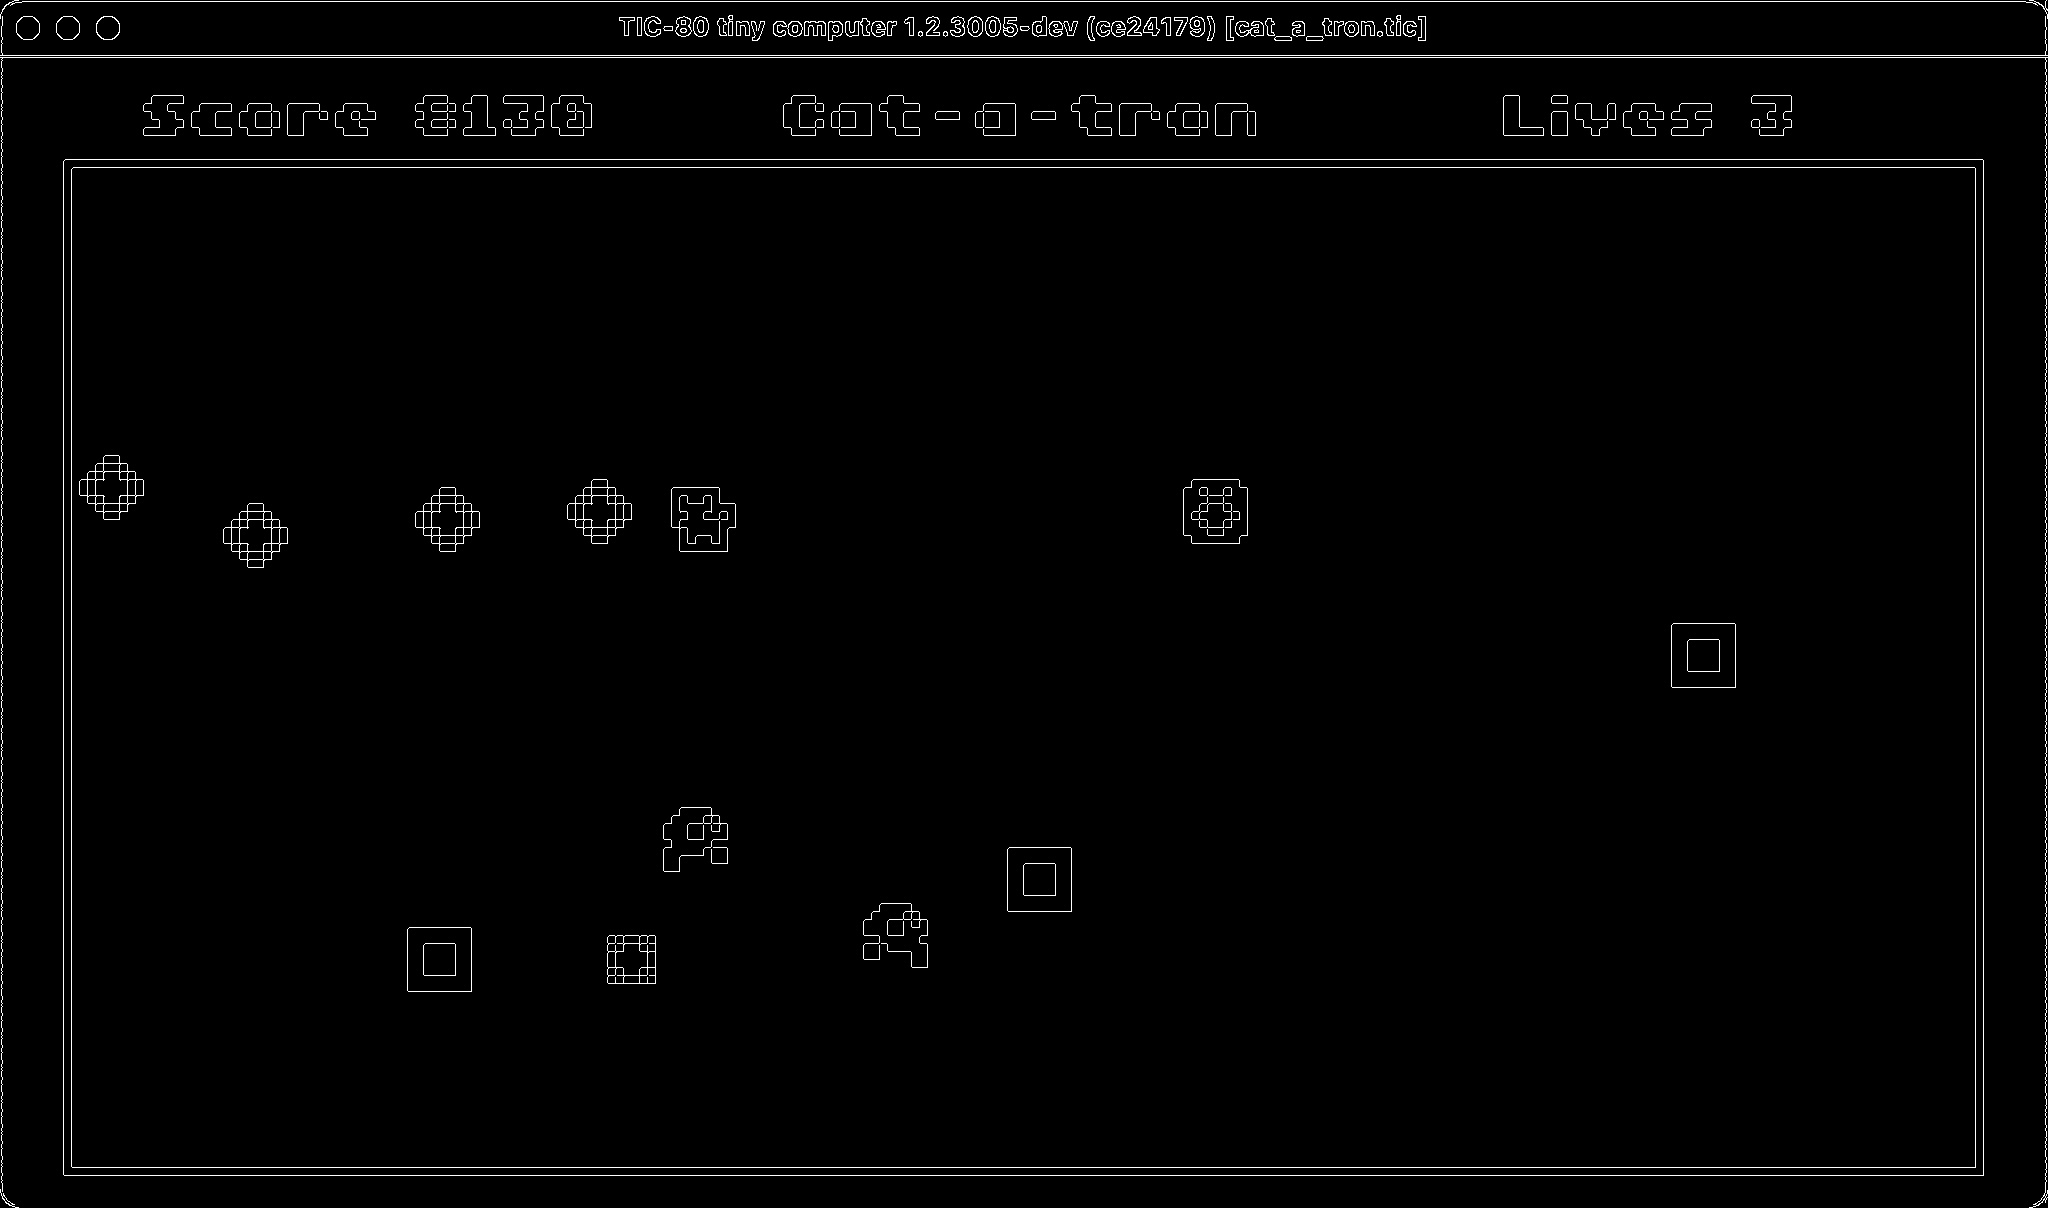 TIC-80 tiny computer 1.2.3005-dev (ce24179) [cat_a_tron.tic]
Score 8130 Cat-a-tron Lives 3